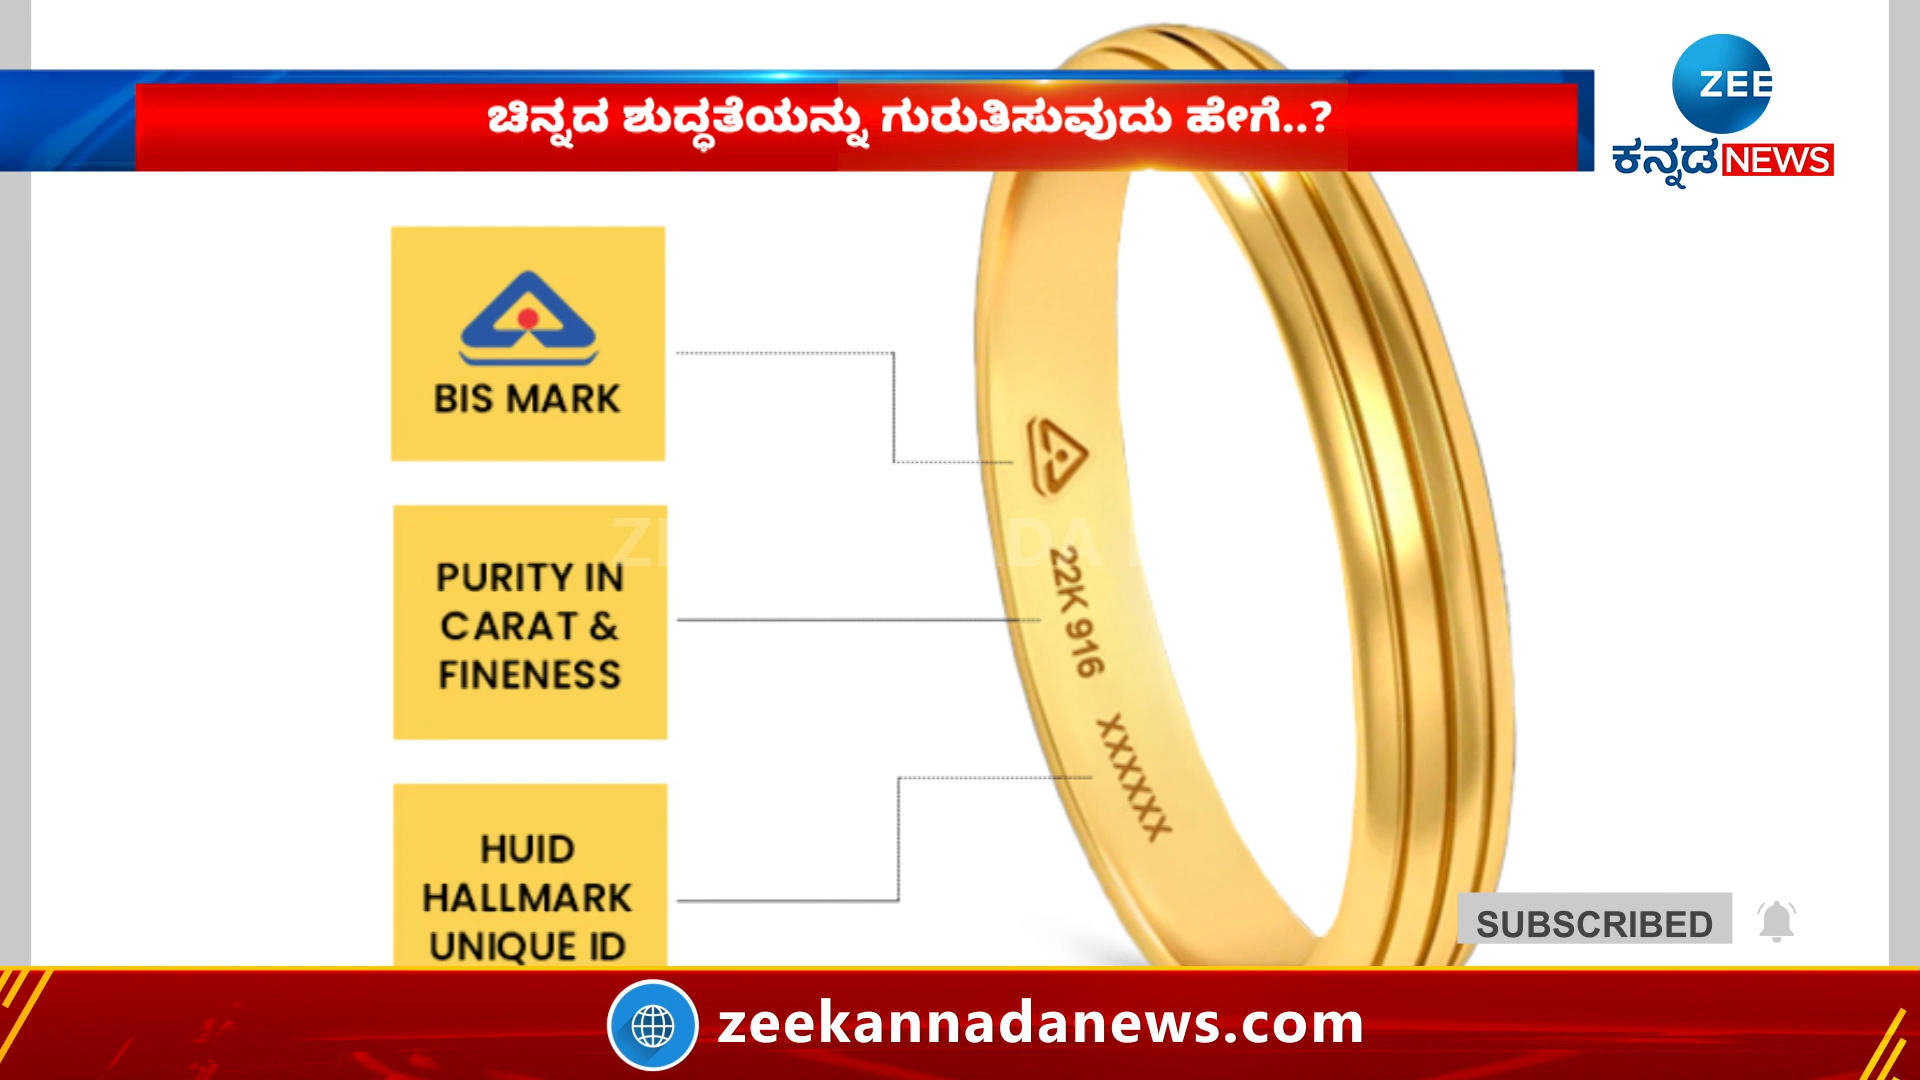 ಚಿನ್ನದ ಶುದ್ಧತೆಯನ್ನು ಗುರುತಿಸುವುದು ಹೇಗೆ..?
ZEE
ಕನ್ನಡ NEWS
BIS MARK
PURITY IN
CARAT &
FINENESS
HUID
HALLMARK
UNIQUE ID
22K 916
XXXXXX
SUBSCRIBED
zeekannadanews.com